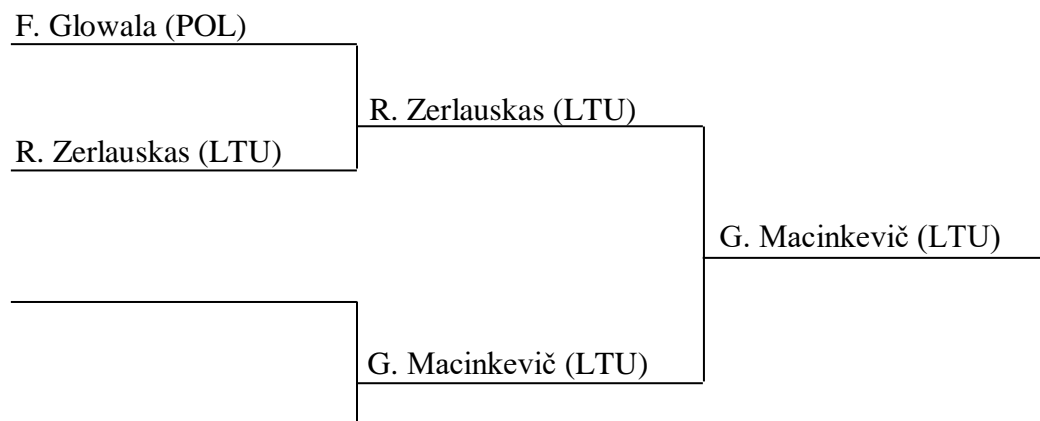 F. Glowala (POL)
R. Zerlauskas (LTU)
R. Zerlauskas (LTU)
G. Macinkevič (LTU)
G. Macinkevič (LTU)